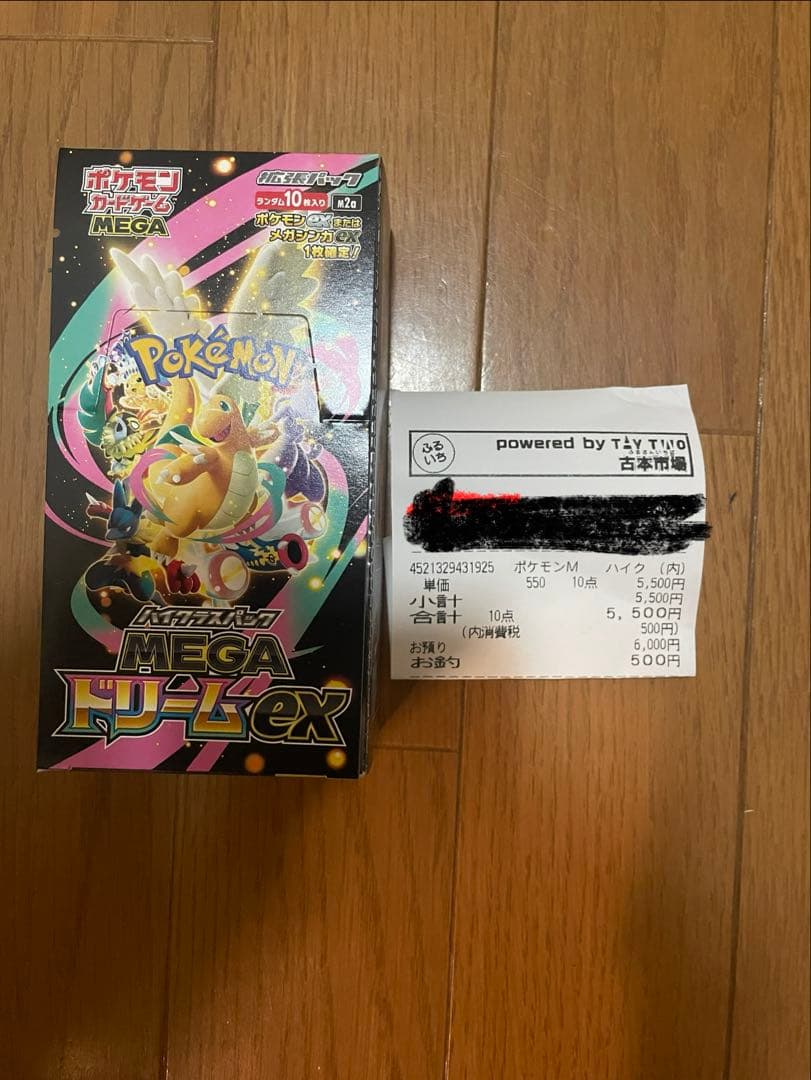 ポケモン
カードゲーム
MEGA
拡張パック
ランダム10枚入り M2a
ポケモンexまたは
メガシンカex
1枚確定!
POKÉMON
ハイクラスパック
MEGA
ドリームex
ふるいち
powered by TAY TWO
ふるほんいちば
古本市場
4521329431925 ポケモンM ハイク (内)
単価 550 10点 5,500円
小計 5,500円
合計 10点 5,500円
(内消費税 500円)
お預り 6,000円
お釣 500円